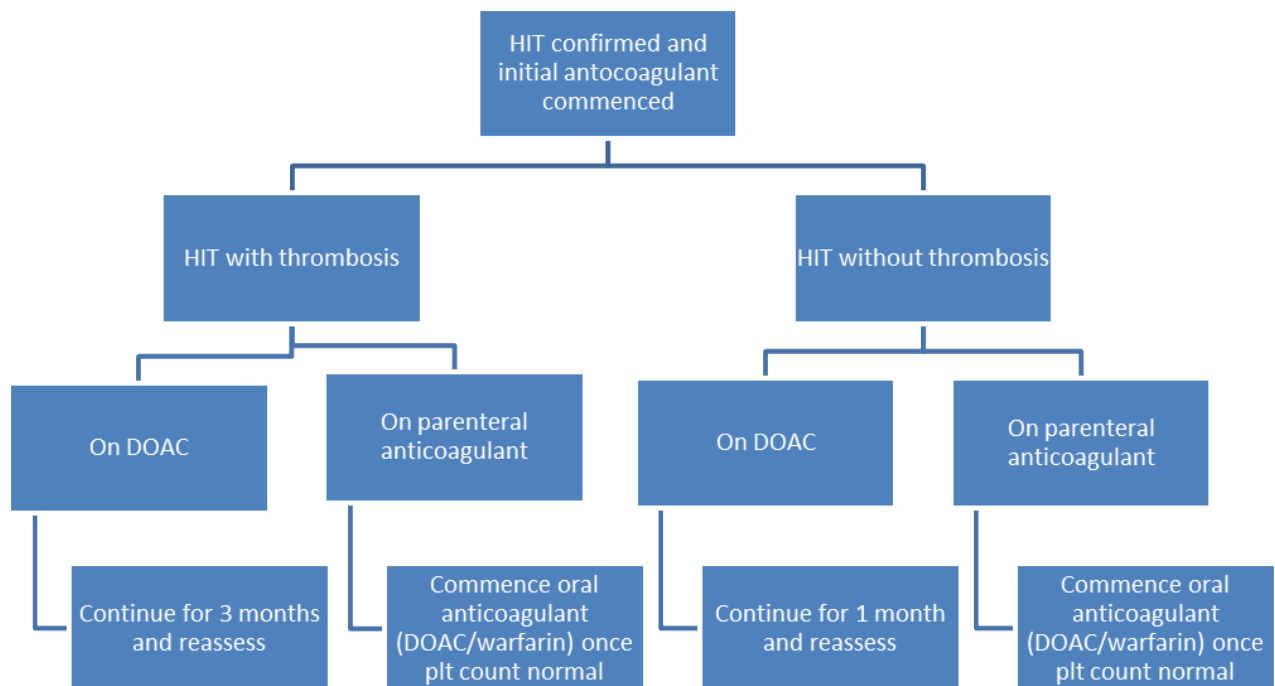 HIT confirmed and
initial antocoagulant
commenced
HIT with thrombosis
HIT without thrombosis
On DOAC
On parenteral
anticoagulant
On DOAC
On parenteral
anticoagulant
Continue for 3 months
and reassess
Commence oral
anticoagulant
(DOAC/warfarin) once
plt count normal
Continue for 1 month
and reassess
Commence oral
anticoagulant
(DOAC/warfarin) once
plt count normal